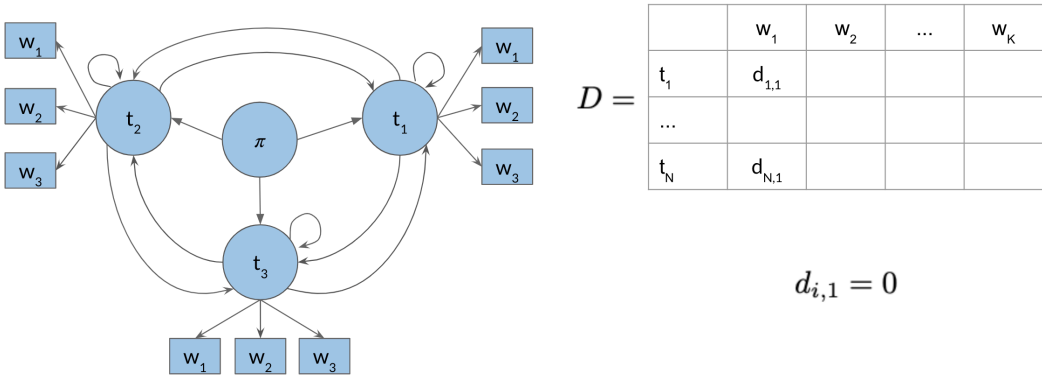 w1
w2
w3
t2
π
t1
w1
w2
w3
t3
w1 w2 w3
D =
w1 w2 ... wK
t1 d1,1
...
tN dN,1
di,1 = 0